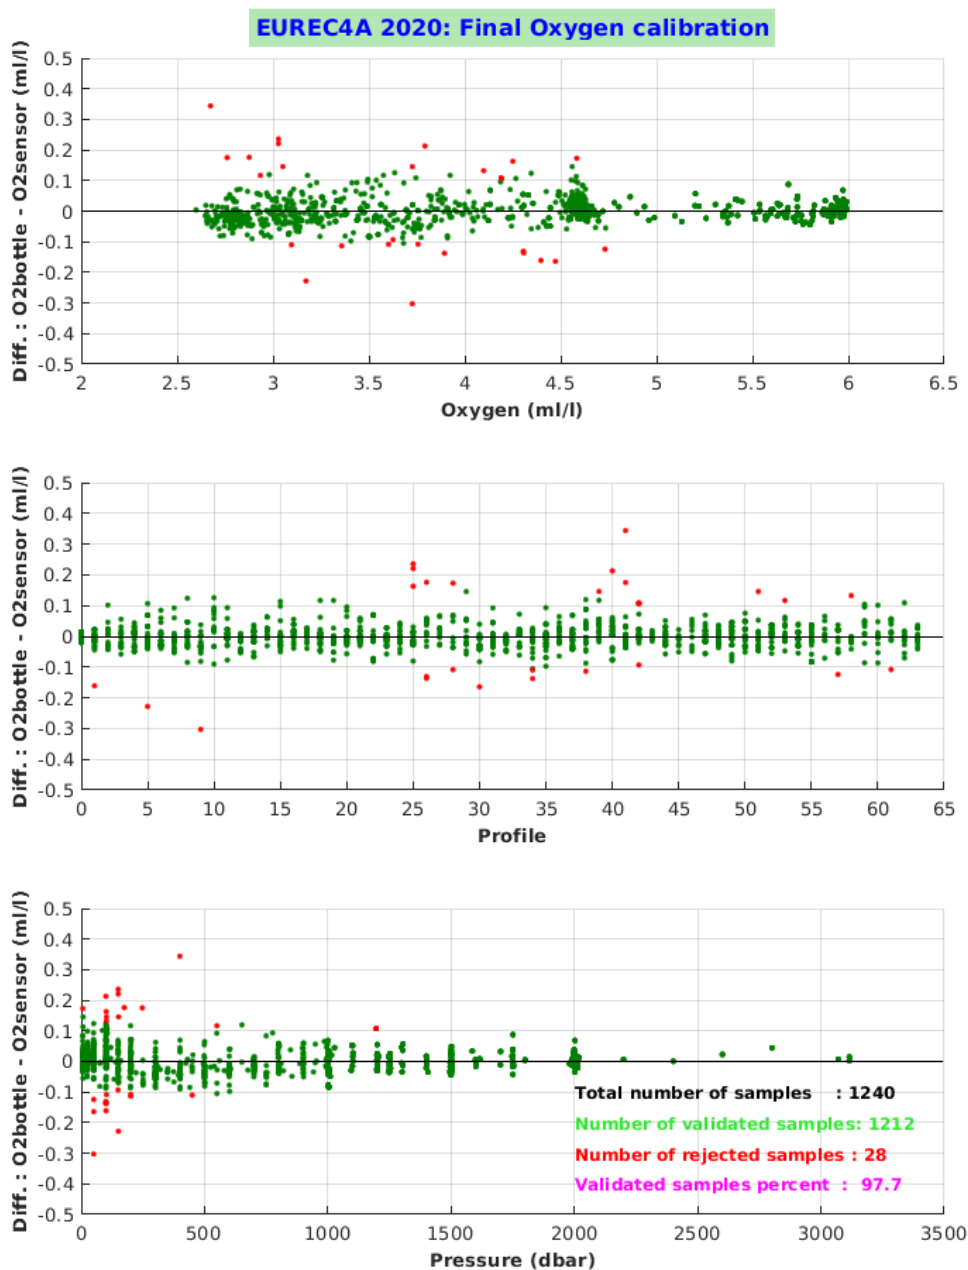 EUREC4A 2020: Final Oxygen calibration
Diff. : O2bottle - O2sensor (ml/l)
0.5
0.4
0.3
0.2
0.1
0
-0.1
-0.2
-0.3
-0.4
-0.5
2 2.5 3 3.5 4 4.5 5 5.5 6 6.5
Oxygen (ml/l)
Diff. : O2bottle - O2sensor (ml/l)
0.5
0.4
0.3
0.2
0.1
0
-0.1
-0.2
-0.3
-0.4
-0.5
0 5 10 15 20 25 30 35 40 45 50 55 60 65
Profile
Diff. : O2bottle - O2sensor (ml/l)
0.5
0.4
0.3
0.2
0.1
0
-0.1
-0.2
-0.3
-0.4
-0.5
Total number of samples : 1240
Number of validated samples: 1212
Number of rejected samples : 28
Validated samples percent : 97.7
0 500 1000 1500 2000 2500 3000 3500
Pressure (dbar)